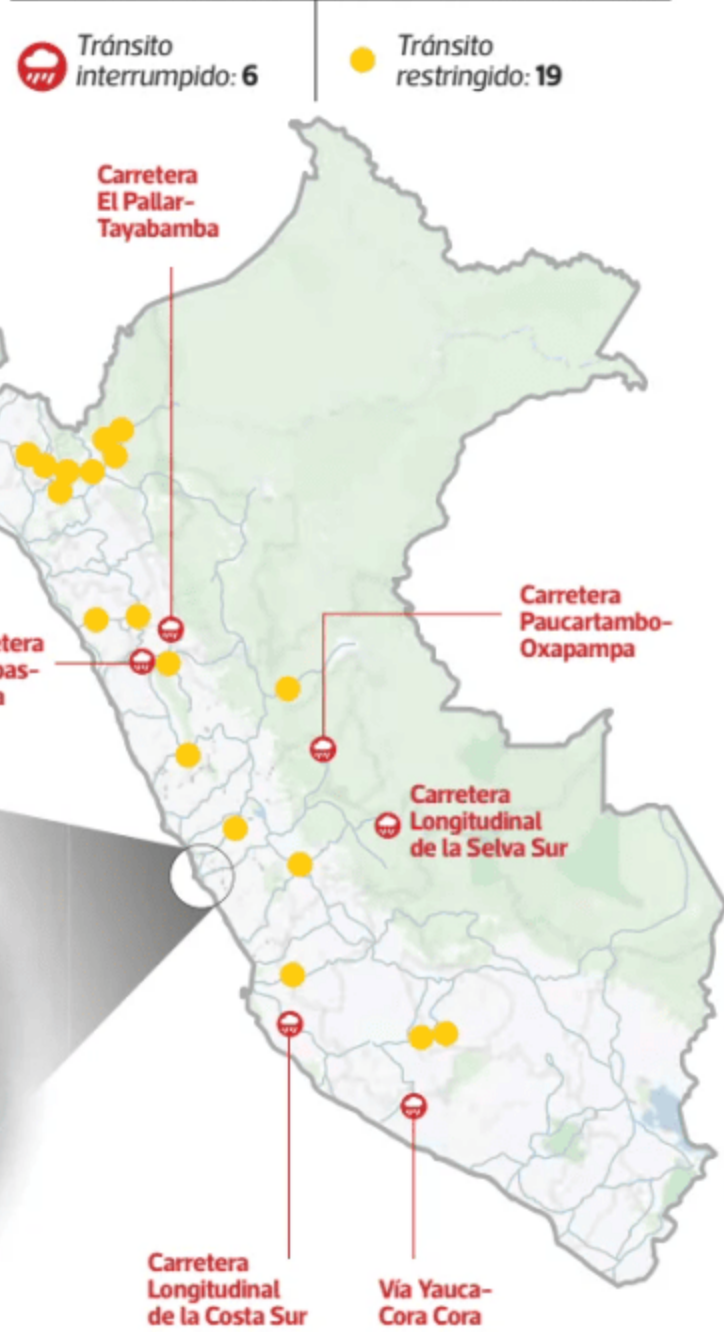 Tránsito
interrumpido: 6
Tránsito
restringido: 19
Carretera
El Pallar-
Tayabamba
Carretera
Paucartambo-
Oxapampa
Carretera
Longitudinal
de la Selva Sur
Carretera
Longitudinal
de la Costa Sur
Vía Yauca-
Cora Cora